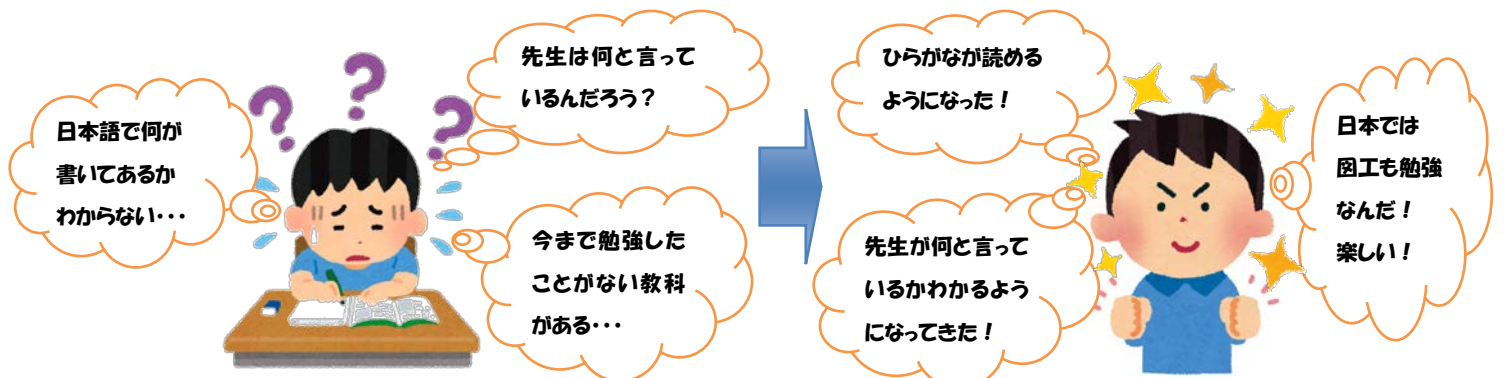 日本語で何が
書いてあるか
わからない・・・
先生は何と言って
いるんだろう？
今まで勉強した
ことがない教科
がある・・・
ひらがなが読める
ようになった！
先生が何と言って
いるかわかるよう
になってきた！
日本では
図工も勉強
なんだ！
楽しい！